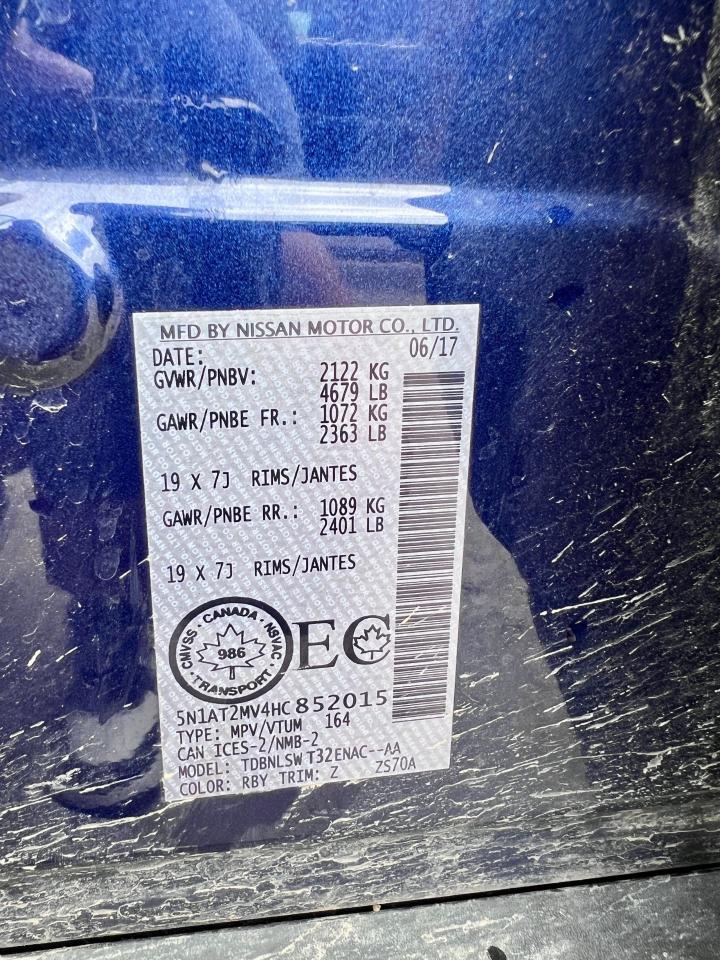 MFD BY NISSAN MOTOR CO., LTD.
DATE: 06/17
GVWR/PNBV: 2122 KG
4679 LB
GAWR/PNBE FR.: 1072 KG
2363 LB
19 X 7J RIMS/JANTES
GAWR/PNBE RR.: 1089 KG
2401 LB
19 X 7J RIMS/JANTES
CMVSS · CANADA · NSVAC · TRANSPORT ·
986
EC
5N1AT2MV4HC852015
TYPE: MPV/VTUM 164
CAN ICES-2/NMB-2
MODEL: TDBNLSW T32ENAC--AA
COLOR: RBY TRIM: Z ZS70A